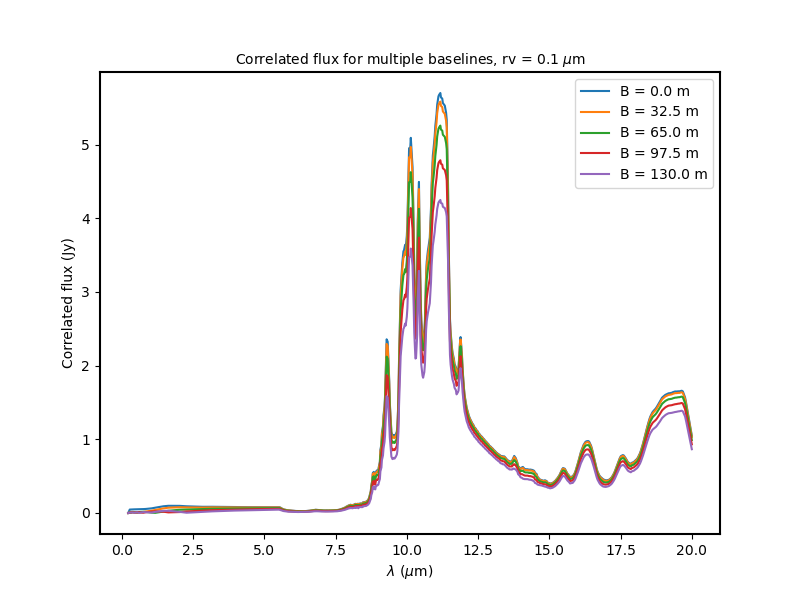 Correlated flux for multiple baselines, rv = 0.1 μm
B = 0.0 m
B = 32.5 m
B = 65.0 m
B = 97.5 m
B = 130.0 m
Correlated flux (Jy)
5
4
3
2
1
0
0.0 2.5 5.0 7.5 10.0 12.5 15.0 17.5 20.0
λ (μm)